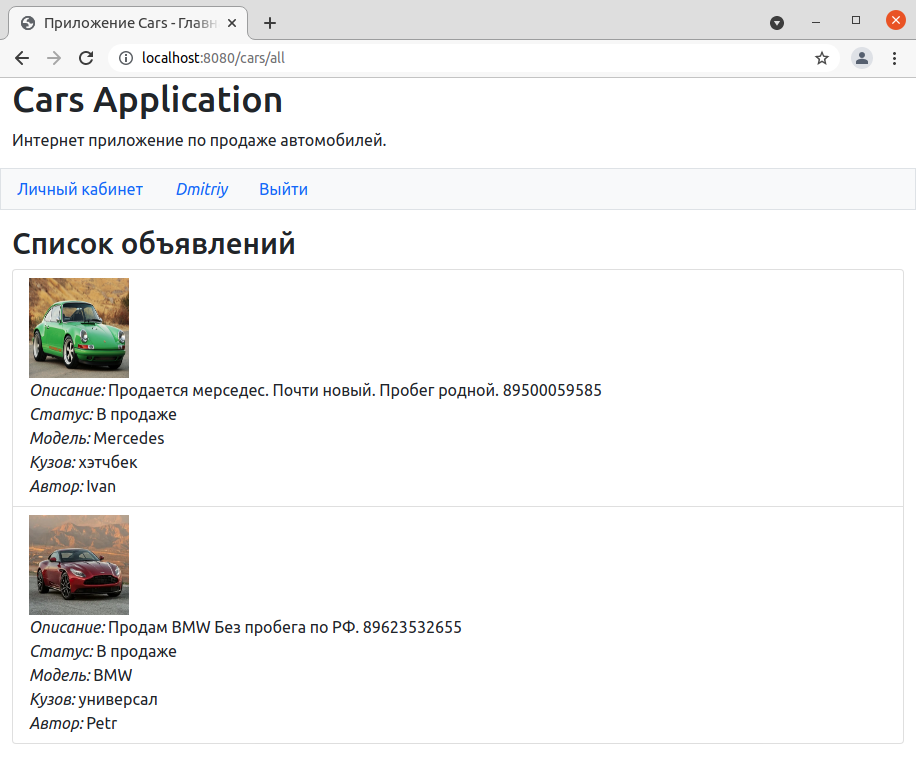 Приложение Cars - Главн
localhost:8080/cars/all
Cars Application
Интернет приложение по продаже автомобилей.
Личный кабинет Dmitriy Выйти
Список объявлений
Описание: Продается мерседес. Почти новый. Пробег родной. 89500059585
Статус: В продаже
Модель: Mercedes
Кузов: хэтчбек
Автор: Ivan
Описание: Продам BMW Без пробега по РФ. 89623532655
Статус: В продаже
Модель: BMW
Кузов: универсал
Автор: Petr